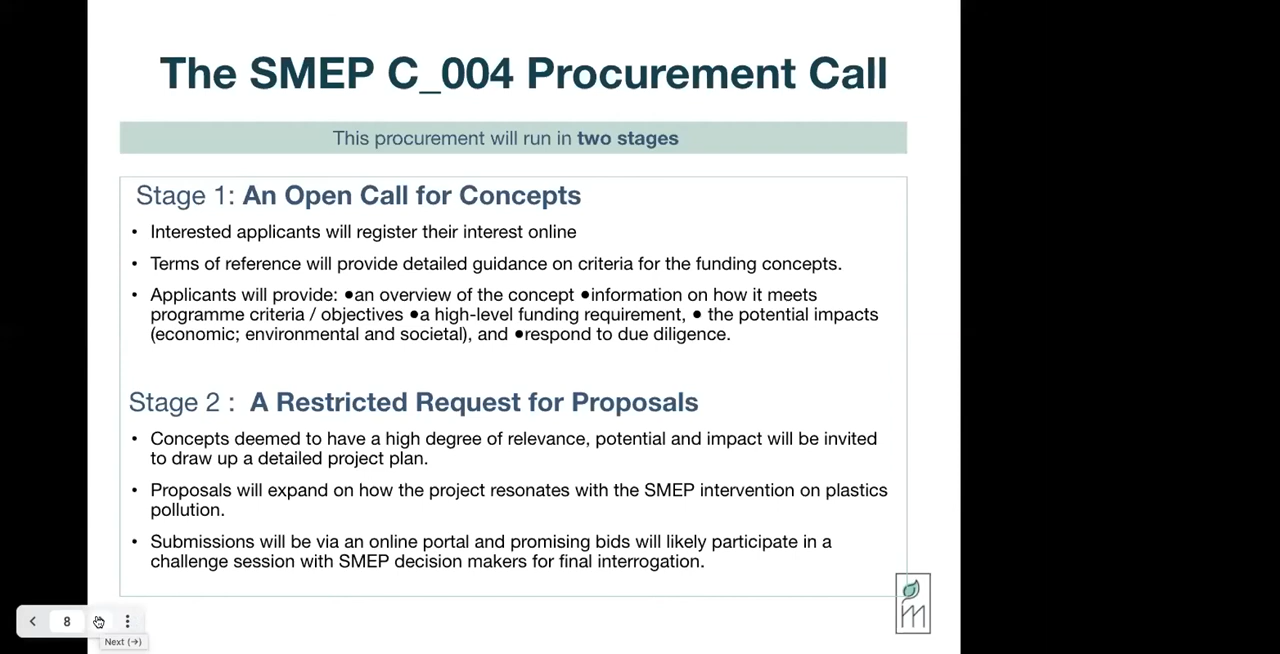 The SMEP C_004 Procurement Call
This procurement will run in two stages
Stage 1: An Open Call for Concepts
• Interested applicants will register their interest online
• Terms of reference will provide detailed guidance on criteria for the funding concepts.
• Applicants will provide: ●an overview of the concept ●information on how it meets
programme criteria / objectives ●a high-level funding requirement, ● the potential impacts
(economic; environmental and societal), and ●respond to due diligence.
Stage 2 : A Restricted Request for Proposals
• Concepts deemed to have a high degree of relevance, potential and impact will be invited
to draw up a detailed project plan.
• Proposals will expand on how the project resonates with the SMEP intervention on plastics
pollution.
• Submissions will be via an online portal and promising bids will likely participate in a
challenge session with SMEP decision makers for final interrogation.
8
Next (→)